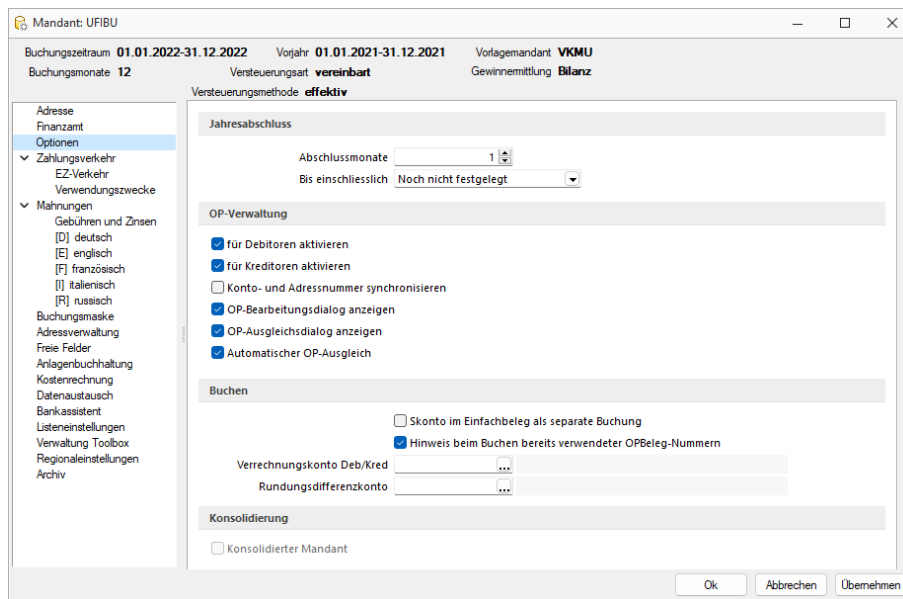 Mandant: UFIBU
Buchungszeitraum 01.01.2022-31.12.2022 Vorjahr 01.01.2021-31.12.2021 Vorlagemandant VKMU
Buchungsmonate 12 Versteuerungsart vereinbart Gewinnermittlung Bilanz
Versteuerungsmethode effektiv
Adresse
Finanzamt
Optionen
Zahlungsverkehr
EZ-Verkehr
Verwendungszwecke
Mahnungen
Gebühren und Zinsen
[D] deutsch
[E] englisch
[F] französisch
[I] italienisch
[R] russisch
Buchungsmaske
Adressverwaltung
Freie Felder
Anlagenbuchhaltung
Kostenrechnung
Datenaustausch
Bankassistent
Listeneinstellungen
Verwaltung Toolbox
Regionaleinstellungen
Archiv
Jahresabschluss
Abschlussmonate 1
Bis einschliesslich Noch nicht festgelegt
OP-Verwaltung
für Debitoren aktivieren
für Kreditoren aktivieren
Konto- und Adressnummer synchronisieren
OP-Bearbeitungsdialog anzeigen
OP-Ausgleichsdialog anzeigen
Automatischer OP-Ausgleich
Buchen
Skonto im Einfachbeleg als separate Buchung
Hinweis beim Buchen bereits verwendeter OPBeleg-Nummern
Verrechnungskonto Deb/Kred ...
Rundungsdifferenzkonto ...
Konsolidierung
Konsolidierter Mandant
Ok Abbrechen Übernehmen